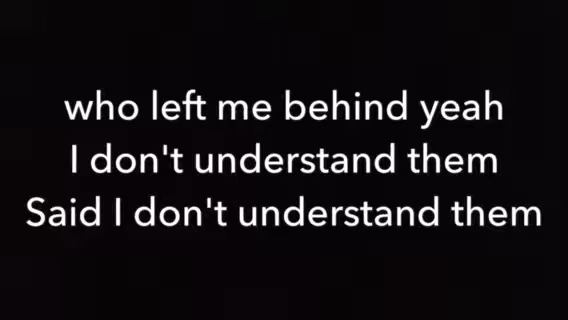 who left me behind yeah
I don't understand them
Said I don't understand them